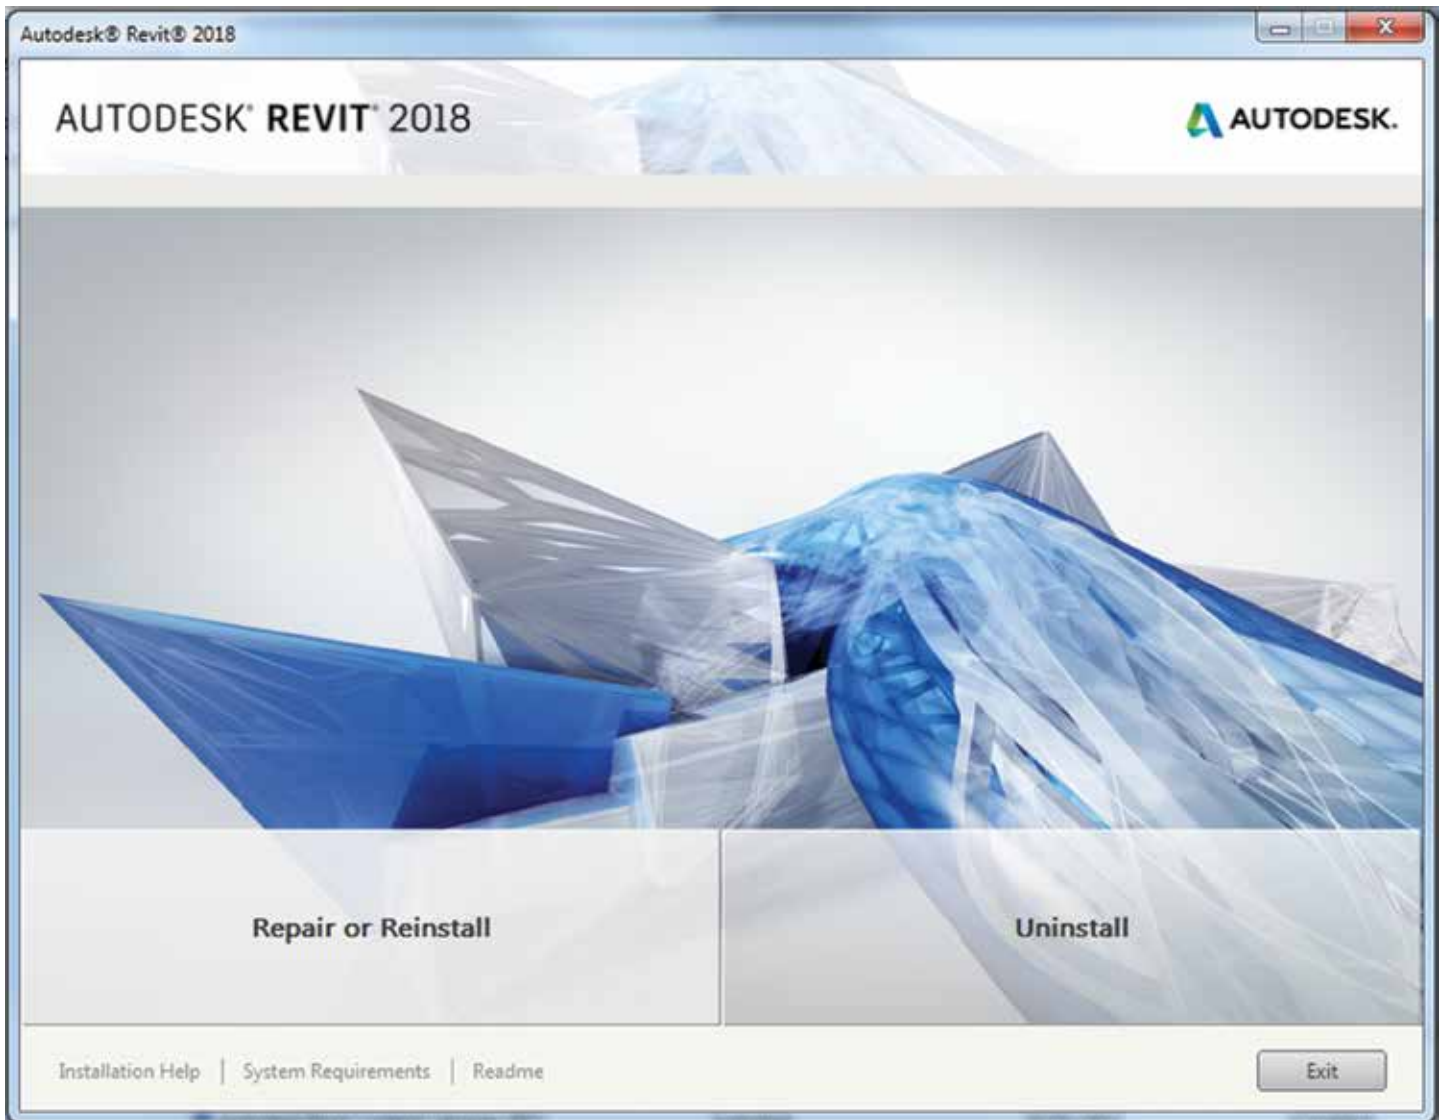 Autodesk® Revit® 2018
AUTODESK® REVIT® 2018
AUTODESK.
Repair or Reinstall
Uninstall
Installation Help | System Requirements | Readme
Exit